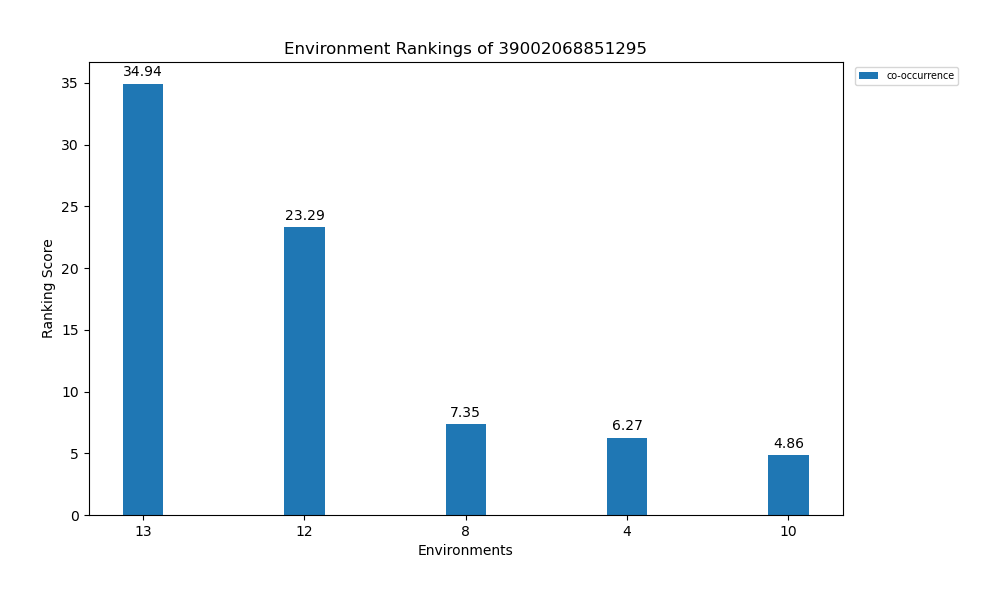 Environment Rankings of 39002068851295
co-occurrence
34.94
23.29
7.35
6.27
4.86
Ranking Score
35
30
25
20
15
10
5
0
13 12 8 4 10
Environments